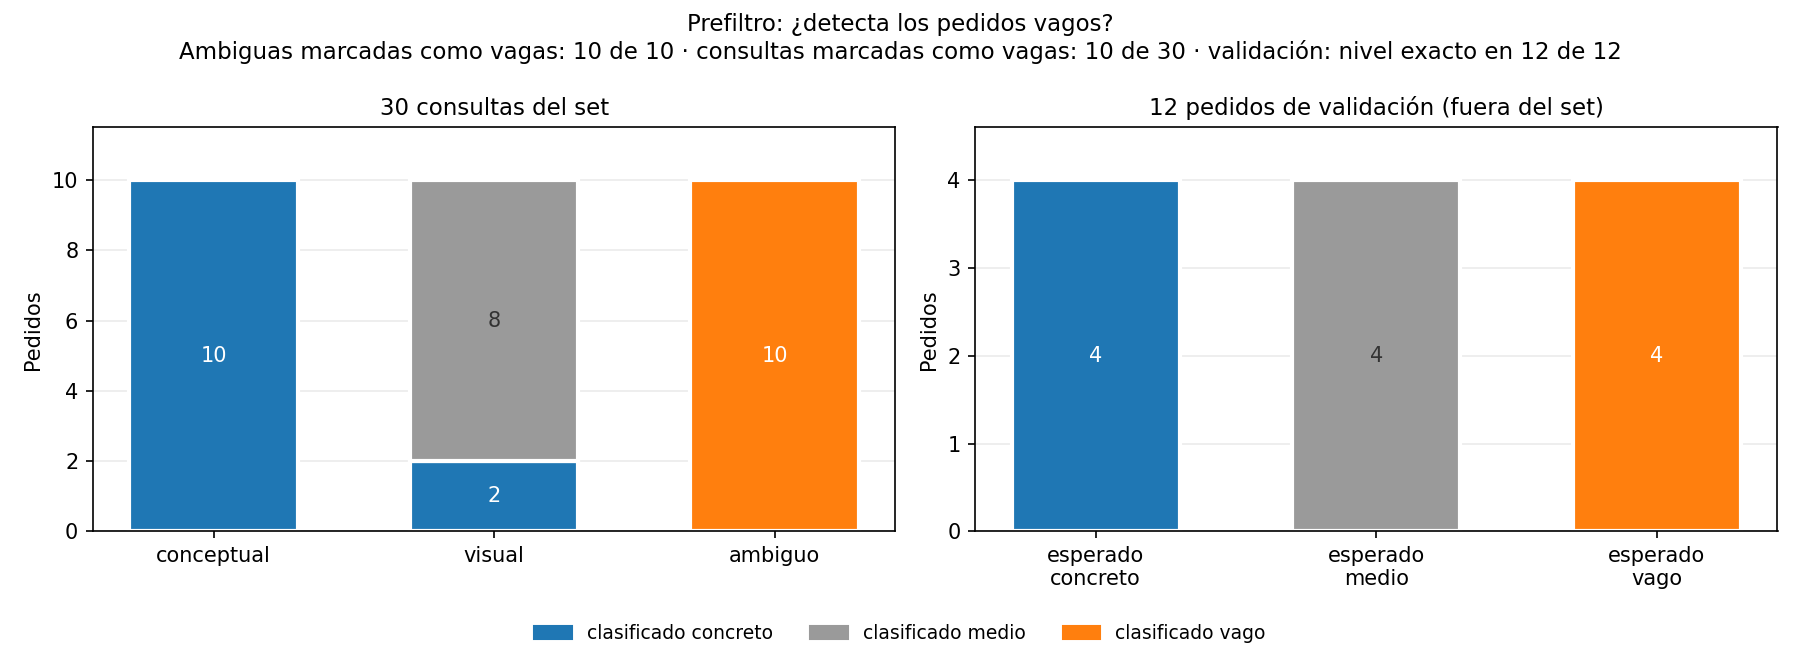 Prefiltro: ¿detecta los pedidos vagos?
Ambiguas marcadas como vagas: 10 de 10 · consultas marcadas como vagas: 10 de 30 · validación: nivel exacto en 12 de 12
30 consultas del set
Pedidos
10
8
6
4
2
0
10
8
2
10
conceptual
visual
ambiguo
12 pedidos de validación (fuera del set)
Pedidos
4
3
2
1
0
4
4
4
esperado
concreto
esperado
medio
esperado
vago
clasificado concreto
clasificado medio
clasificado vago